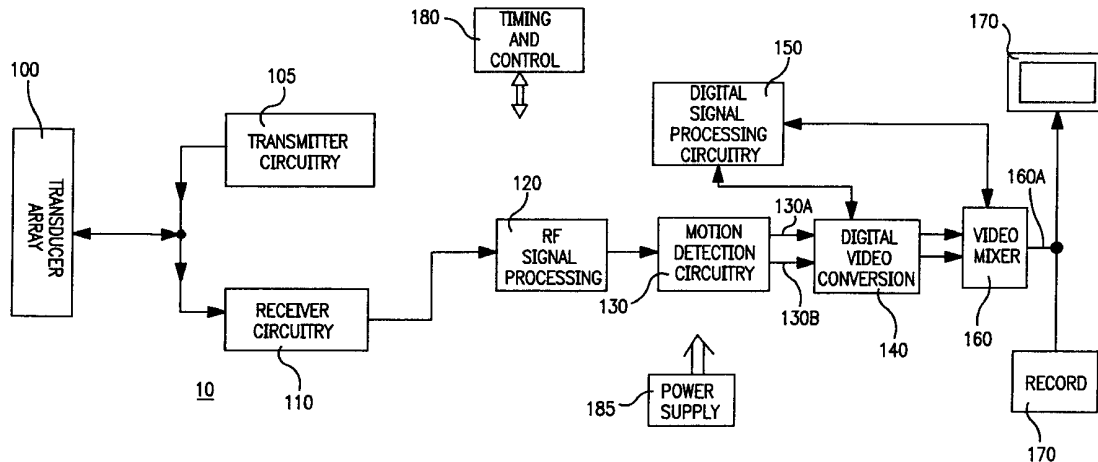 180
TIMING
AND
CONTROL
170
150
100
105
DIGITAL
SIGNAL
PROCESSING
CIRCUITRY
TRANSMITTER
CIRCUITRY
TRANSDUCER
ARRAY
160A
120
130A
RF
SIGNAL
PROCESSING
MOTION
DETECTION
CIRCUITRY
DIGITAL
VIDEO
CONVERSION
VIDEO
MIXER
RECEIVER
CIRCUITRY
130
130B
140
160
10
110
185
POWER
SUPPLY
RECORD
170